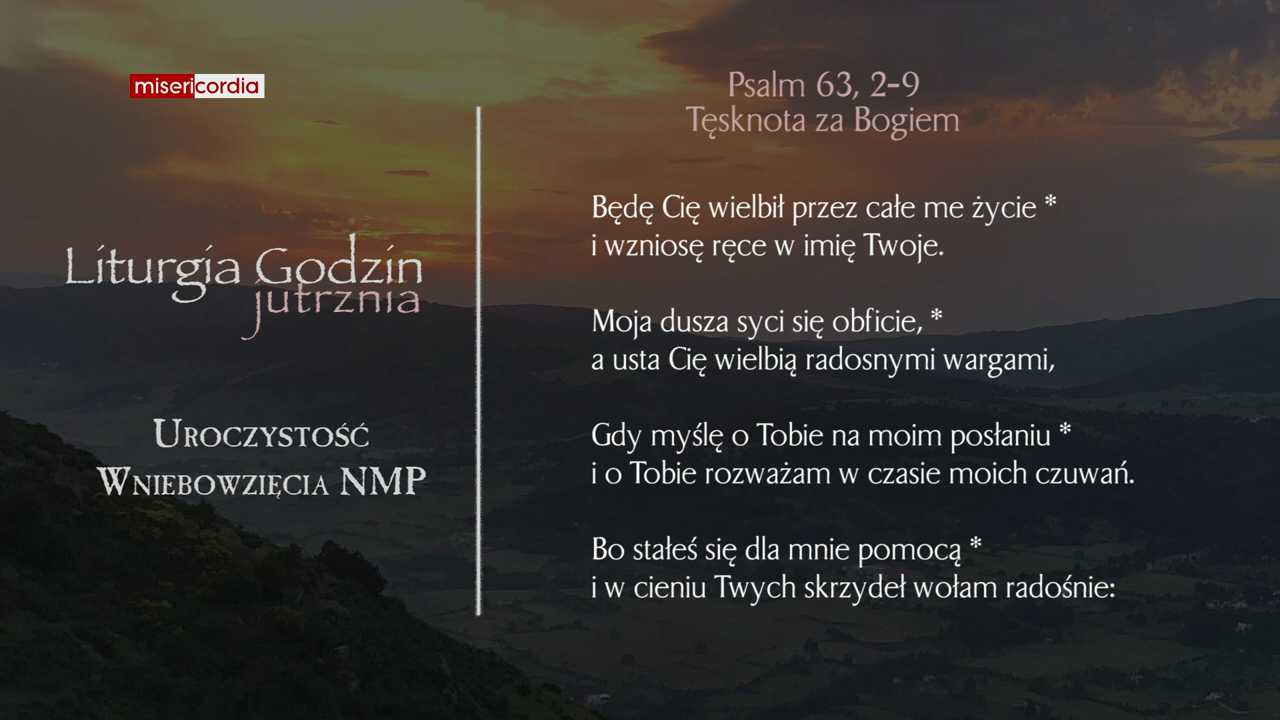 misericordia
Liturgia Godzin
jutrznia
Uroczystość
Wniebowzięcia NMP
Psalm 63, 2-9
Tęsknota za Bogiem
Będę Cię wielbił przez całe me życie *
i wzniosę ręce w imię Twoje.
Moja dusza syci się obficie, *
a usta Cię wielbią radosnymi wargami,
Gdy myślę o Tobie na moim posłaniu *
i o Tobie rozważam w czasie moich czuwań.
Bo stałeś się dla mnie pomocą *
i w cieniu Twych skrzydeł wołam radośnie: